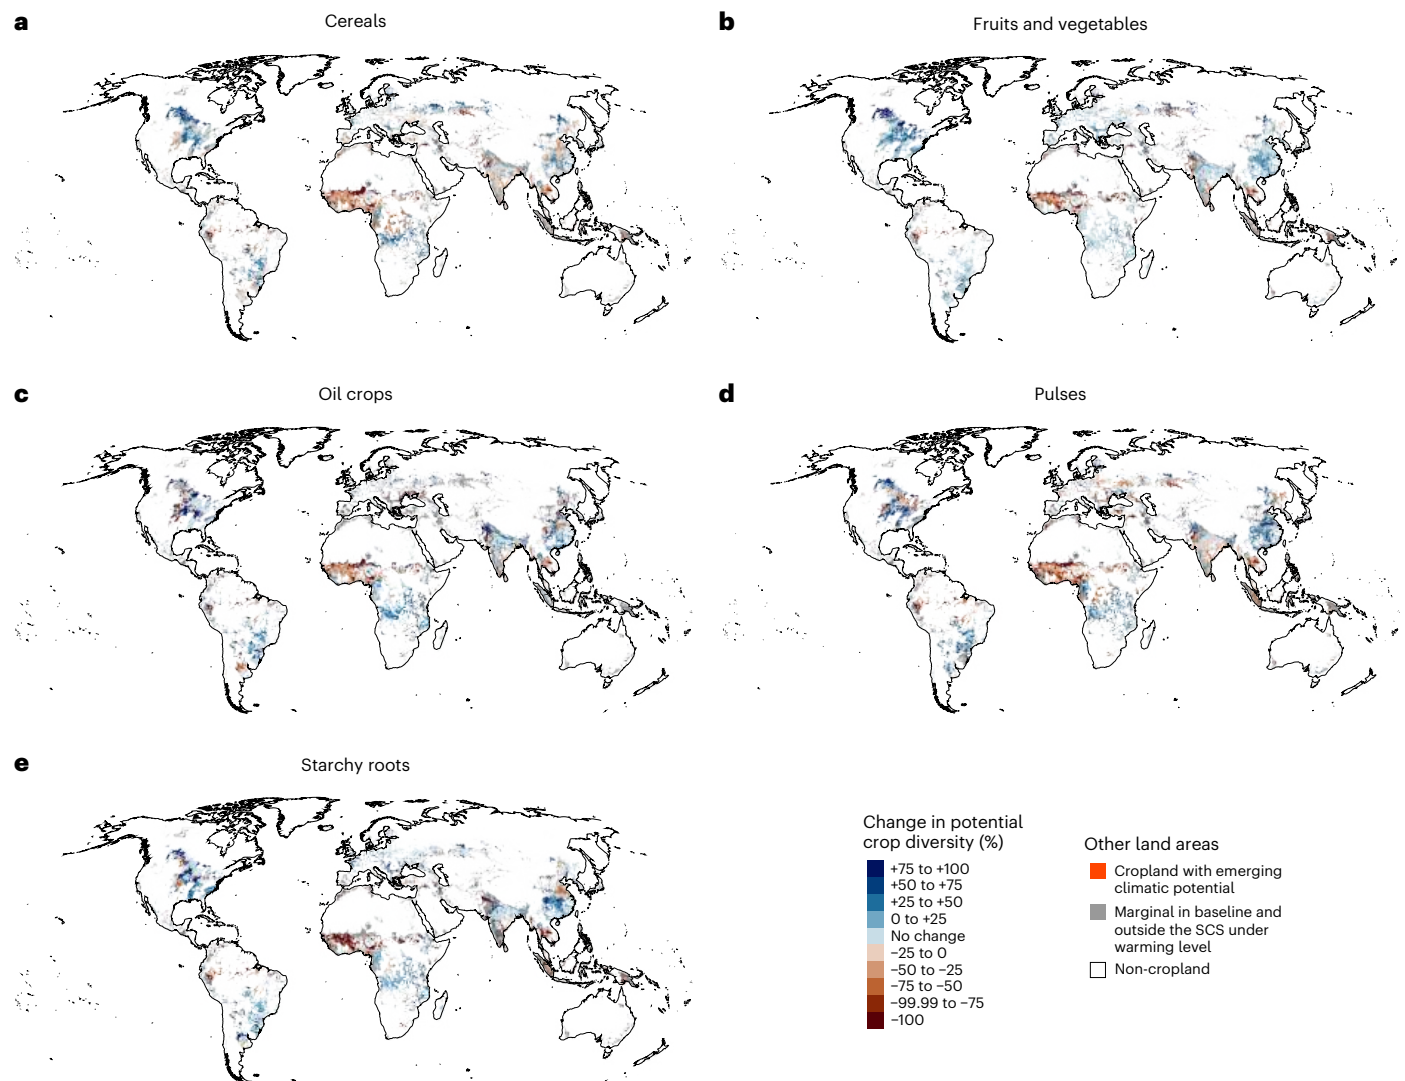 a
Cereals
b
Fruits and vegetables
c
Oil crops
d
Pulses
e
Starchy roots
Change in potential
crop diversity (%)
+75 to +100
+50 to +75
+25 to +50
0 to +25
No change
−25 to 0
−50 to −25
−75 to −50
−99.99 to −75
−100
Other land areas
Cropland with emerging
climatic potential
Marginal in baseline and
outside the SCS under
warming level
Non-cropland